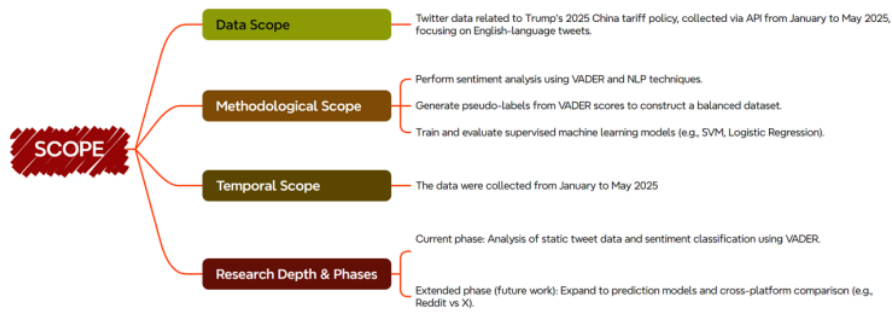 SCOPE
Data Scope
Twitter data related to Trump's 2025 China tariff policy, collected via API from January to May 2025,
focusing on English-language tweets.
Methodological Scope
Perform sentiment analysis using VADER and NLP techniques.
Generate pseudo-labels from VADER scores to construct a balanced dataset.
Train and evaluate supervised machine learning models (e.g., SVM, Logistic Regression).
Temporal Scope
The data were collected from January to May 2025
Research Depth & Phases
Current phase: Analysis of static tweet data and sentiment classification using VADER.
Extended phase (future work): Expand to prediction models and cross-platform comparison (e.g.,
Reddit vs X).